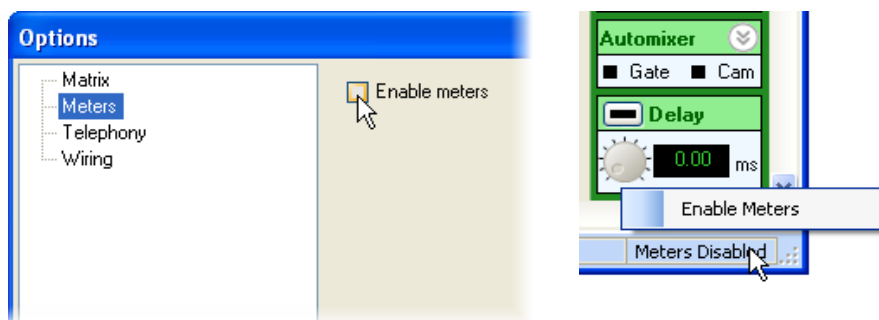 Options
Matrix
Meters
Telephony
Wiring
Enable meters
Automixer
Gate Cam
Delay
0.00 ms
Enable Meters
Meters Disabled